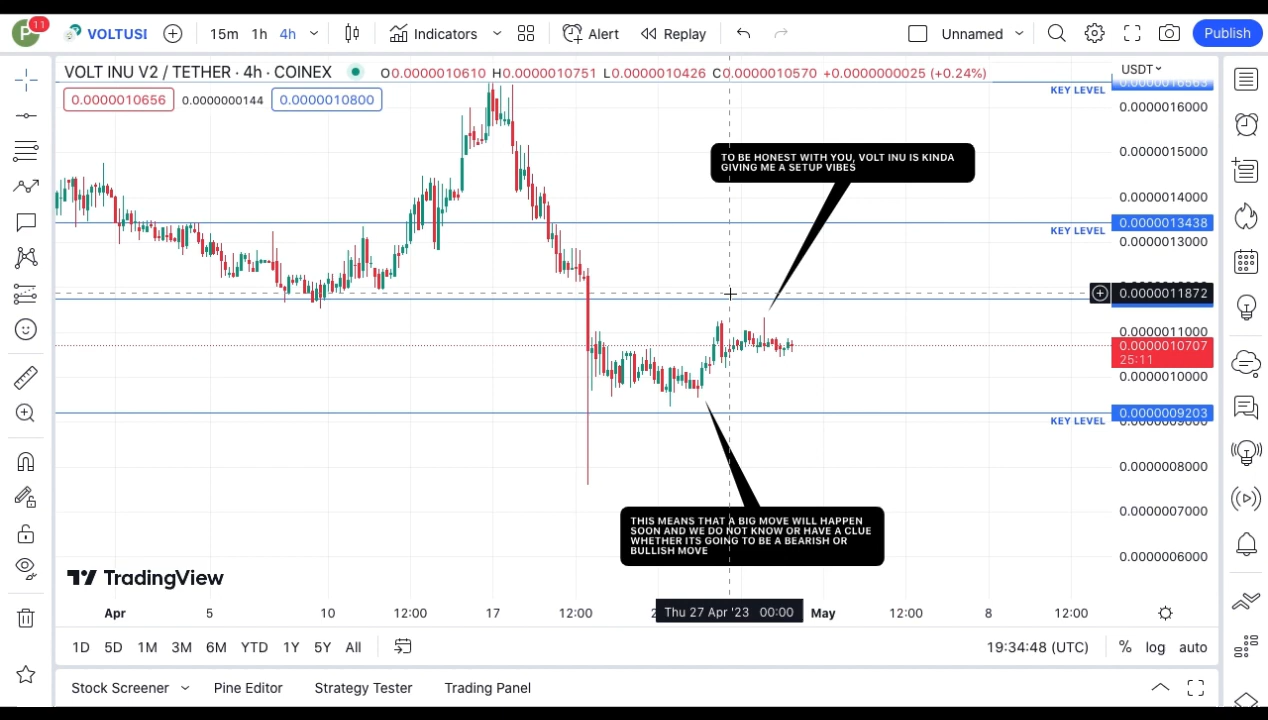 P 11 VOLTUSI 15m 1h 4h Indicators Alert Replay Unnamed Publish
VOLT INU V2 / TETHER · 4h · COINEX O0.0000010610 H0.0000010751 L0.0000010426 C0.0000010570 +0.0000000025 (+0.24%)
USDT
0.0000010656 0.0000000144 0.0000010800
KEY LEVEL
0.0000016000
0.0000015000
TO BE HONEST WITH YOU, VOLT INU IS KINDA
GIVING ME A SETUP VIBES
0.0000014000
0.0000013438
KEY LEVEL
0.0000013000
0.0000011872
0.0000011000
0.0000010707
25:11
0.0000010000
0.0000009203
KEY LEVEL
0.0000009000
0.0000008000
0.0000007000
0.0000006000
THIS MEANS THAT A BIG MOVE WILL HAPPEN
SOON AND WE DO NOT KNOW OR HAVE A CLUE
WHETHER ITS GOING TO BE A BEARISH OR
BULLISH MOVE
TradingView
Apr 5 10 12:00 17 12:00 Thu 27 Apr '23 00:00 May 12:00 8 12:00
1D 5D 1M 3M 6M YTD 1Y 5Y All 19:34:48 (UTC) % log auto
Stock Screener Pine Editor Strategy Tester Trading Panel